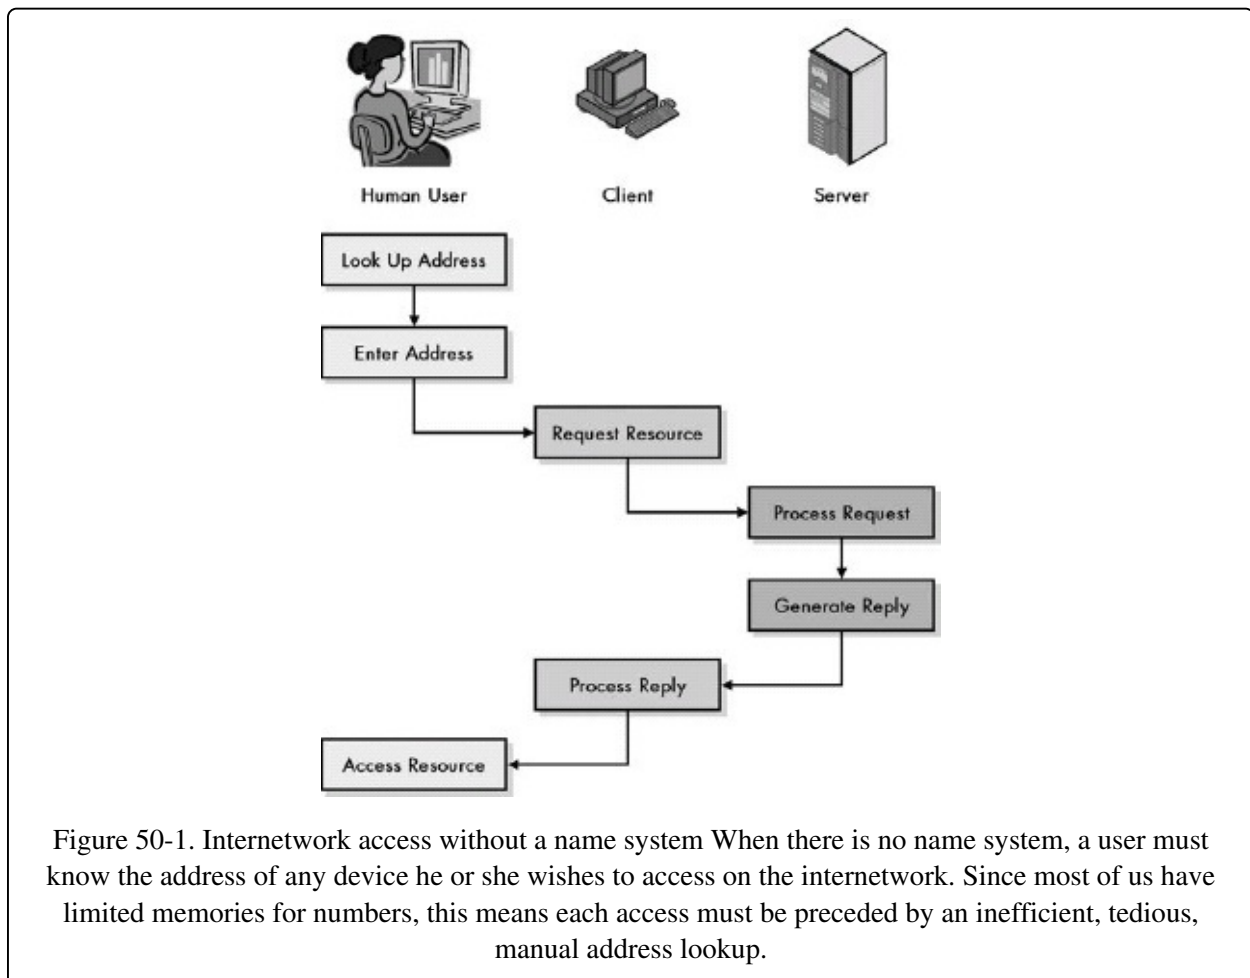 Human User
Client
Server
Look Up Address
Enter Address
Request Resource
Process Request
Generate Reply
Process Reply
Access Resource
Figure 50-1. Internetwork access without a name system When there is no name system, a user must
know the address of any device he or she wishes to access on the internetwork. Since most of us have
limited memories for numbers, this means each access must be preceded by an inefficient, tedious,
manual address lookup.